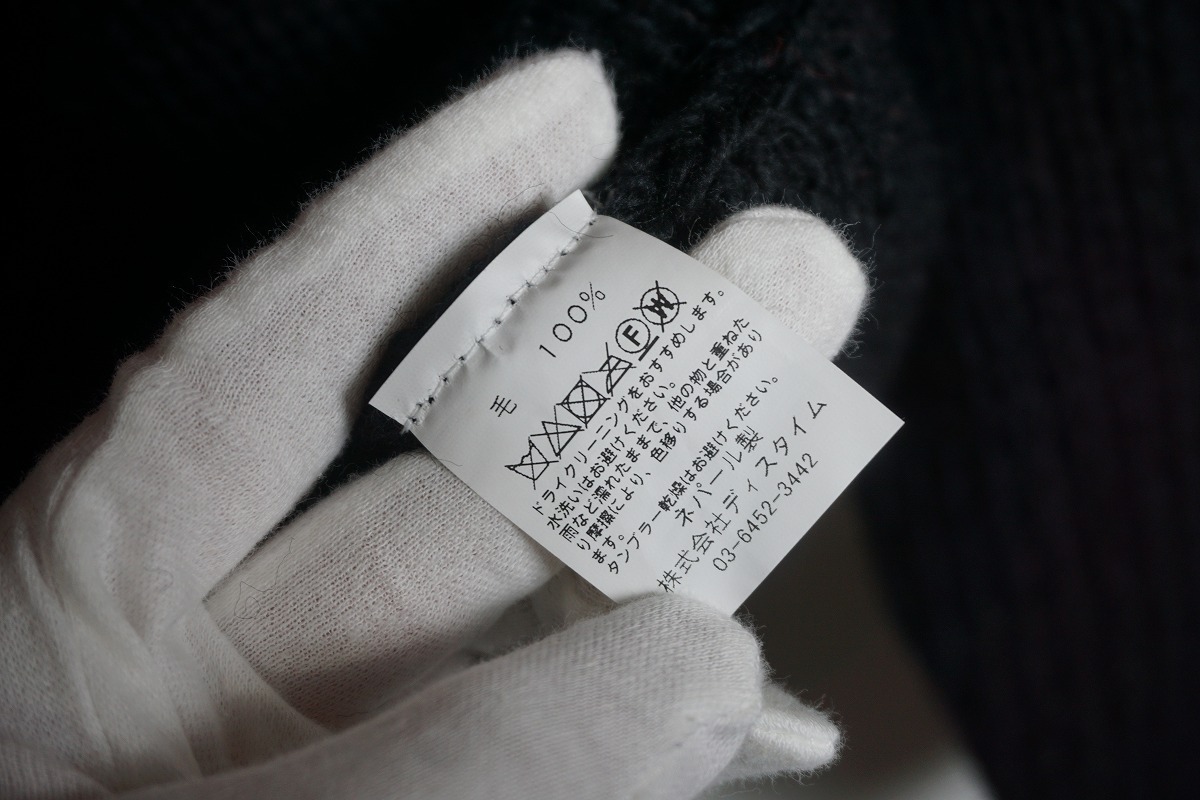 毛 100%
F W
ドライクリーニングをおすすめします。
水洗いはお避けください。
雨など濡れたままで、他の物と重ねた
り摩擦により、色移りする場合があり
ます。
タンブラー乾燥はお避けください。
ネパール製
株式会社ディスタイム
03-6452-3442